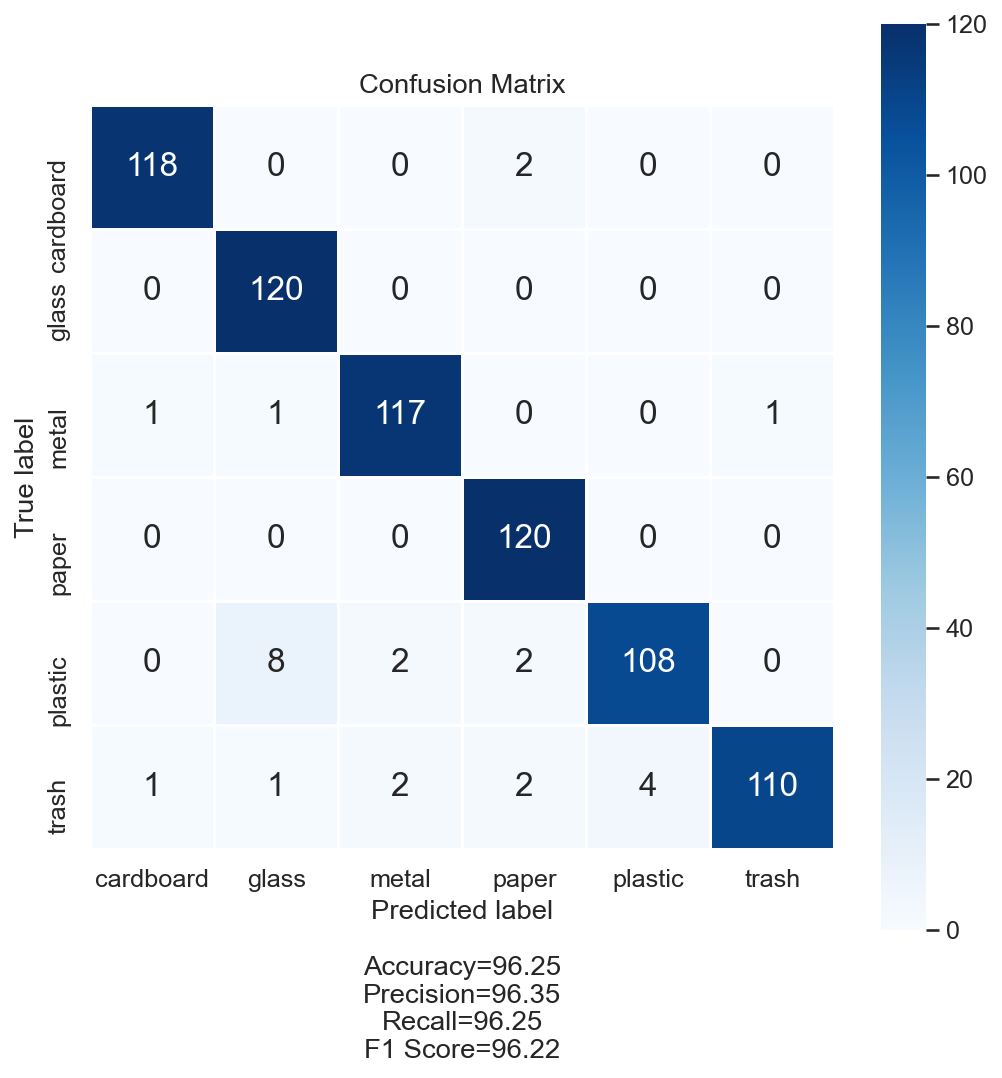 Confusion Matrix
cardboard 118 0 0 2 0 0
glass 0 120 0 0 0 0
metal 1 1 117 0 0 1
paper 0 0 0 120 0 0
plastic 0 8 2 2 108 0
trash 1 1 2 2 4 110
True label
cardboard glass metal paper plastic trash
Predicted label
Accuracy=96.25
Precision=96.35
Recall=96.25
F1 Score=96.22
120
100
80
60
40
20
0